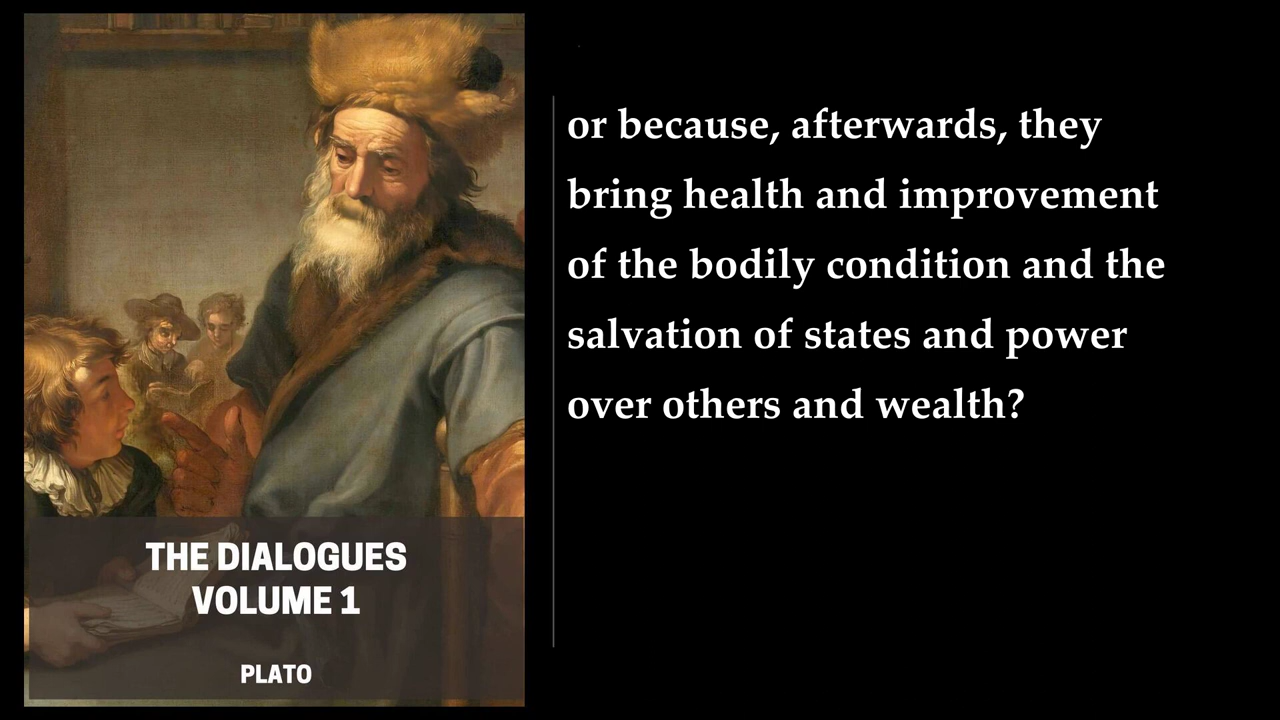 THE DIALOGUES
VOLUME 1
PLATO
or because, afterwards, they
bring health and improvement
of the bodily condition and the
salvation of states and power
over others and wealth?